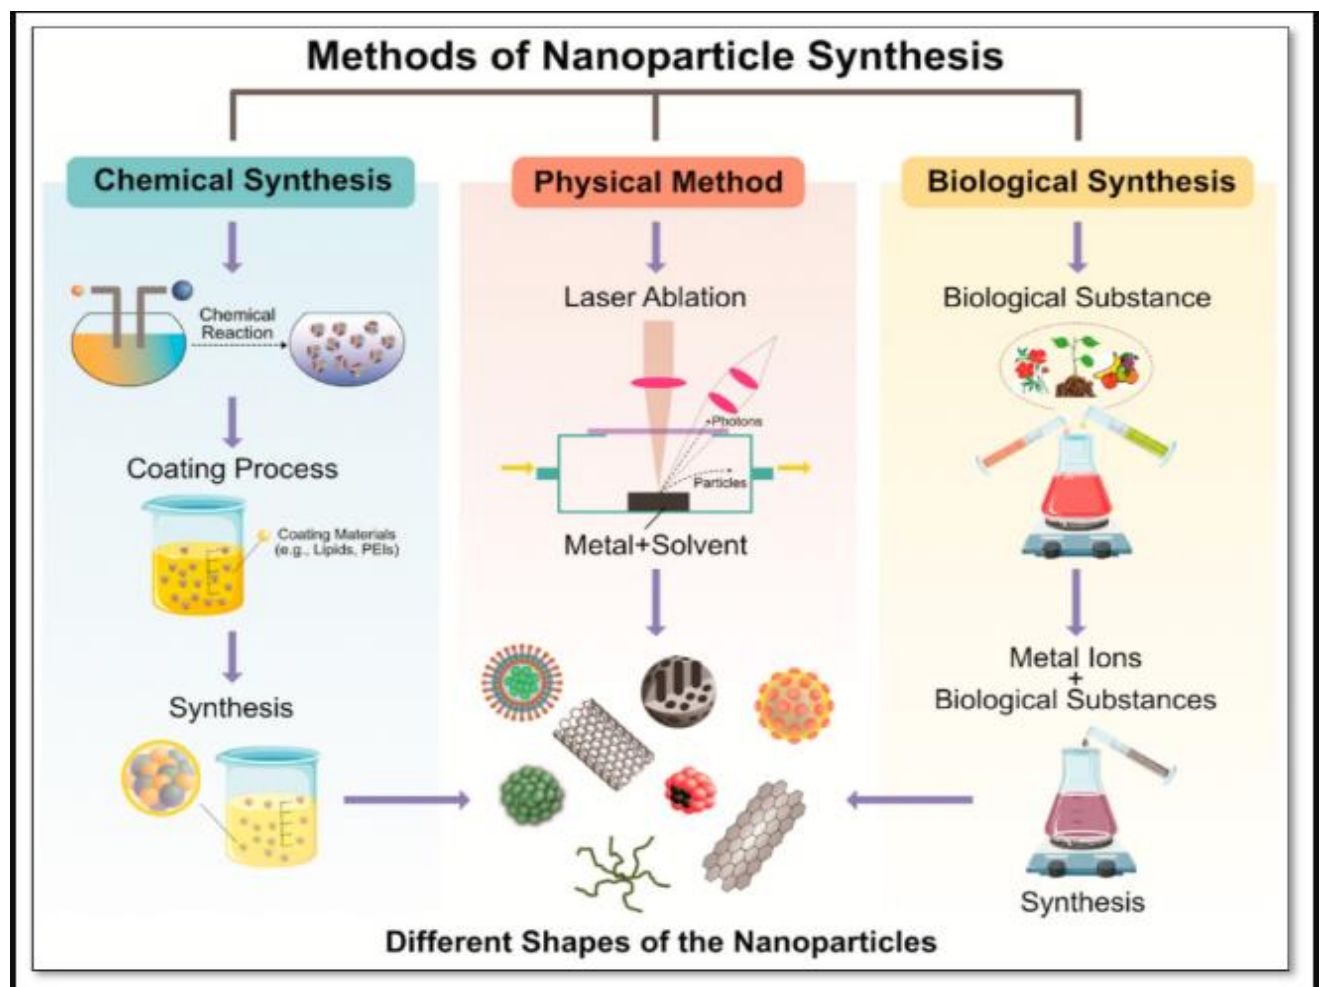 Methods of Nanoparticle Synthesis
Chemical Synthesis
Chemical
Reaction
Coating Process
Coating Materials
(e.g., Lipids, PEIs)
Synthesis
Physical Method
Laser Ablation
+Photons
Particles
Metal+Solvent
Biological Synthesis
Biological Substance
Metal Ions
+
Biological Substances
Synthesis
Different Shapes of the Nanoparticles